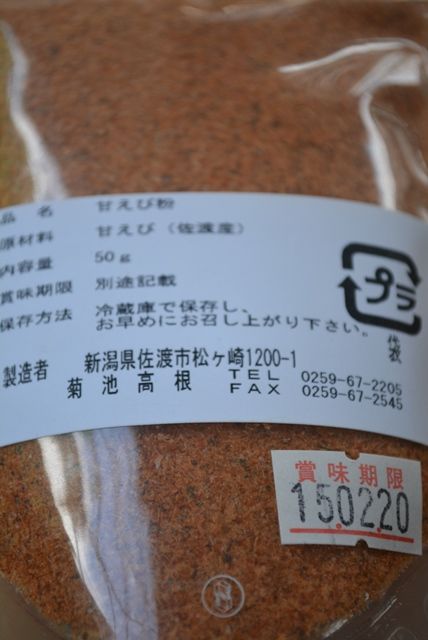 品 名 甘えび粉
原材料 甘えび（佐渡産）
内容量 50g
賞味期限 別途記載
保存方法 冷蔵庫で保存し、
お早めにお召し上がり下さい。
プラ
袋
製造者 新潟県佐渡市松ヶ崎1200-1
菊池高根 TEL 0259-67-2205
FAX 0259-67-2545
賞味期限
150220